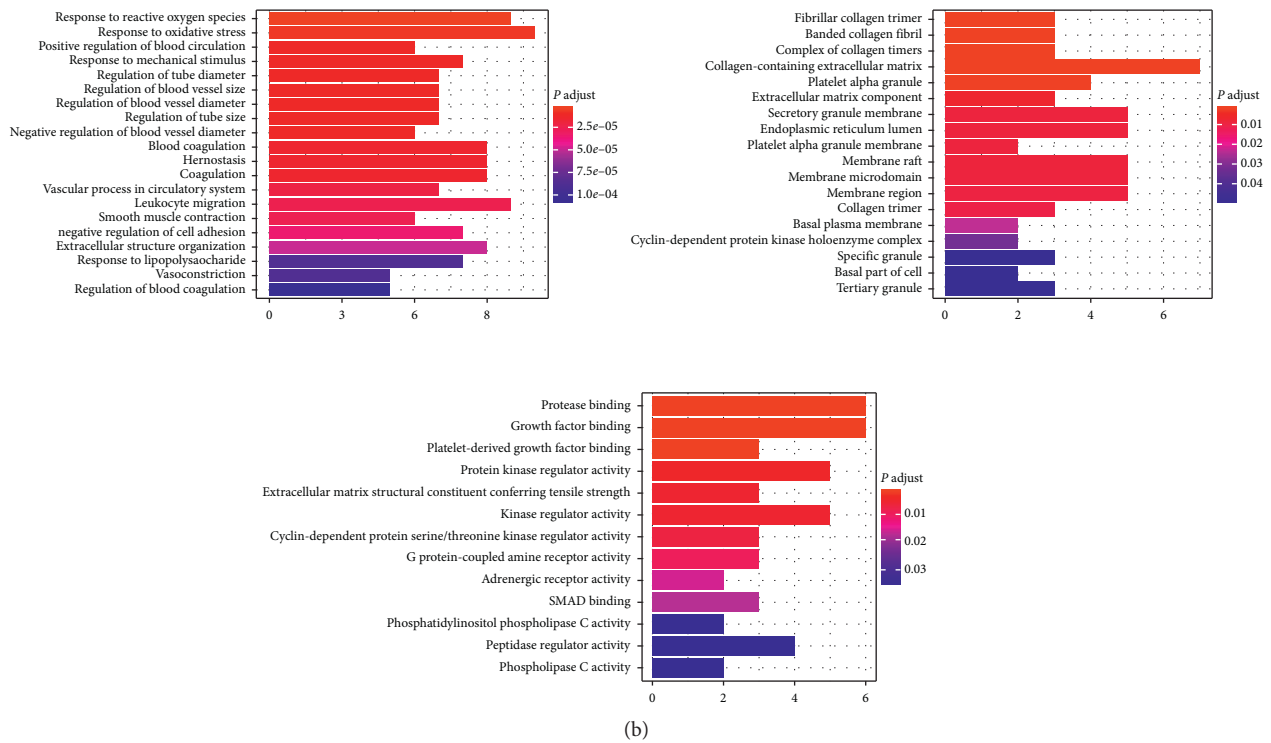 Response to reactive oxygen species
Response to oxidative stress
Positive regulation of blood circulation
Response to mechanical stimulus
Regulation of tube diameter
Regulation of blood vessel size
Regulation of blood vessel diameter
Regulation of tube size
Negative regulation of blood vessel diameter
Blood coagulation
Hernostasis
Coagulation
Vascular process in circulatory system
Leukocyte migration
Smooth muscle contraction
negative regulation of cell adhesion
Extracellular structure organization
Response to lipopolysaocharide
Vasoconstriction
Regulation of blood coagulation
0 3 6 8
P adjust
2.5e–05
5.0e–05
7.5e–05
1.0e–04
Fibrillar collagen trimer
Banded collagen fibril
Complex of collagen timers
Collagen-containing extracellular matrix
Platelet alpha granule
Extracellular matrix component
Secretory granule membrane
Endoplasmic reticulum lumen
Platelet alpha granule membrane
Membrane raft
Membrane microdomain
Membrane region
Collagen trimer
Basal plasma membrane
Cyclin-dependent protein kinase holoenzyme complex
Specific granule
Basal part of cell
Tertiary granule
0 2 4 6
P adjust
0.01
0.02
0.03
0.04
Protease binding
Growth factor binding
Platelet-derived growth factor binding
Protein kinase regulator activity
Extracellular matrix structural constituent conferring tensile strength
Kinase regulator activity
Cyclin-dependent protein serine/threonine kinase regulator activity
G protein-coupled amine receptor activity
Adrenergic receptor activity
SMAD binding
Phosphatidylinositol phospholipase C activity
Peptidase regulator activity
Phospholipase C activity
0 2 4 6
P adjust
0.01
0.02
0.03
(b)